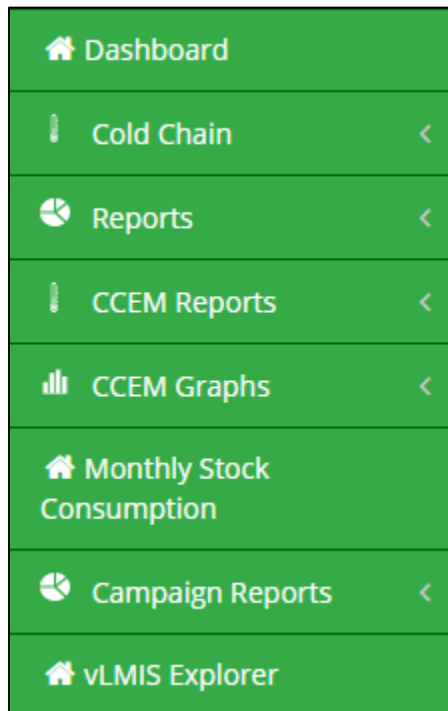 Dashboard
Cold Chain
Reports
CCEM Reports
CCEM Graphs
Monthly Stock
Consumption
Campaign Reports
vLMIS Explorer